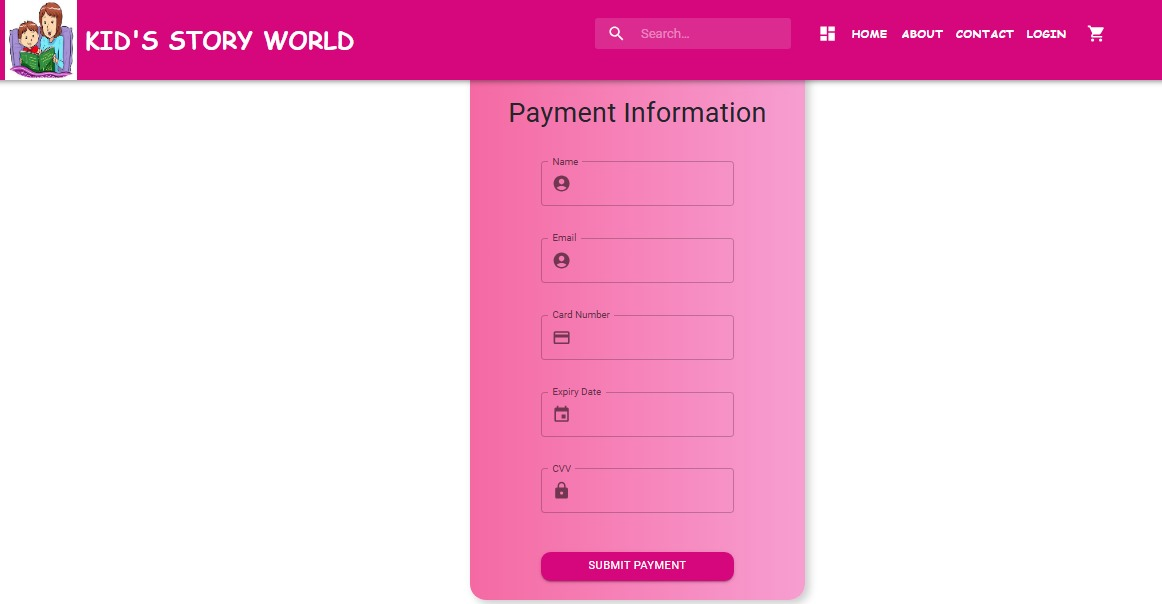 KID'S STORY WORLD
Search...
HOME ABOUT CONTACT LOGIN
Payment Information
Name
Email
Card Number
Expiry Date
CVV
SUBMIT PAYMENT